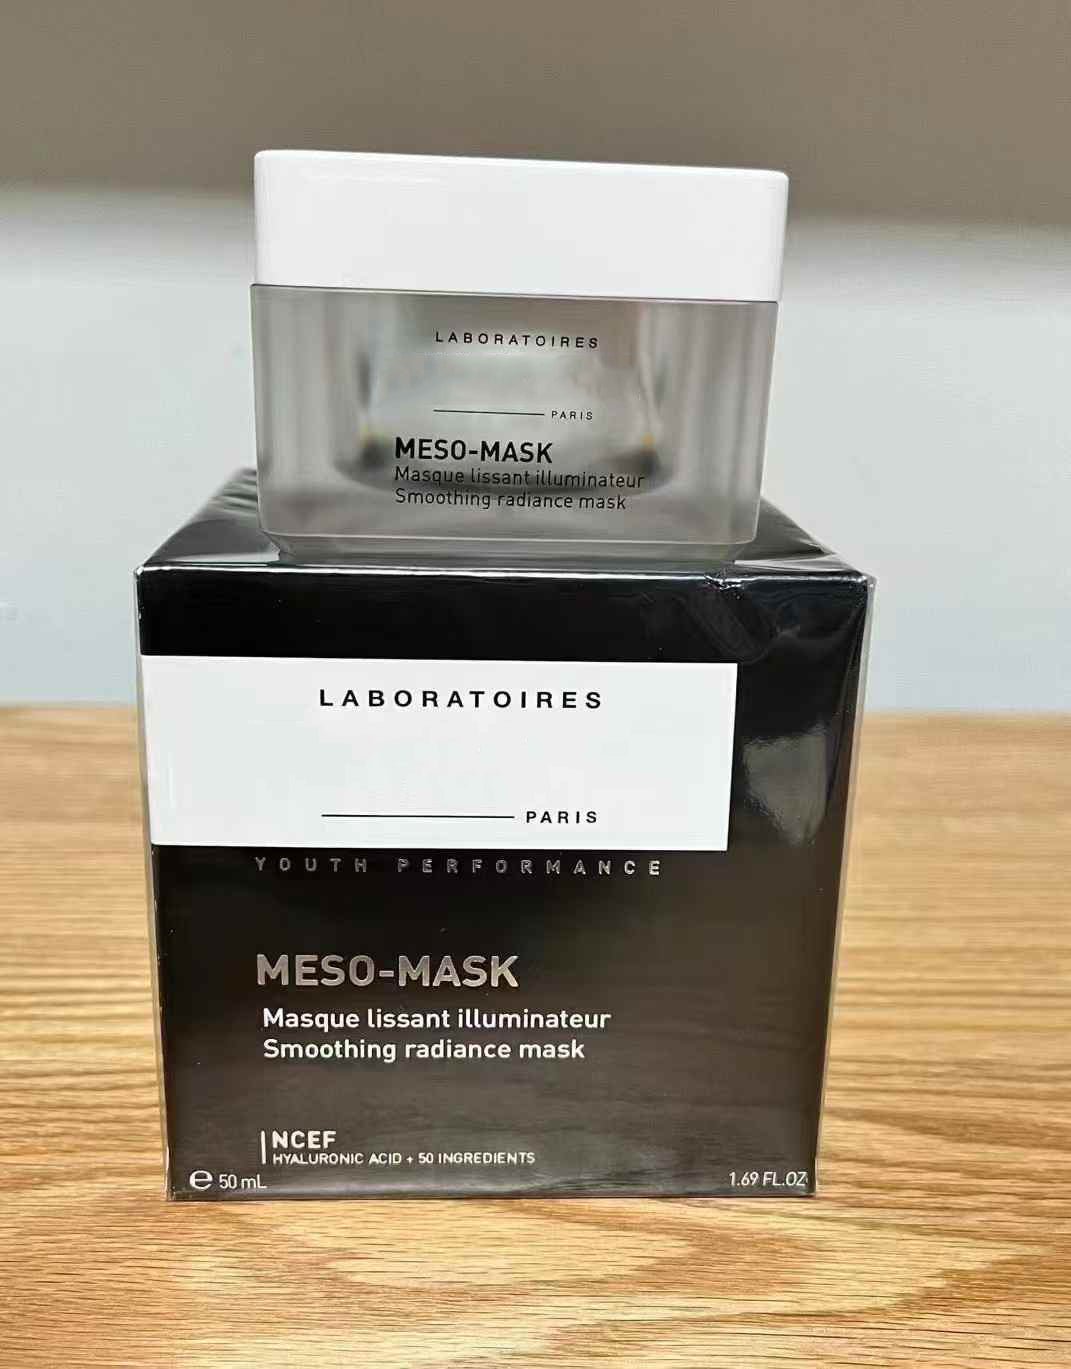 LABORATOIRES
PARIS
MESO-MASK
Masque lissant illuminateur
Smoothing radiance mask
LABORATOIRES
PARIS
YOUTH PERFORMANCE
MESO-MASK
Masque lissant illuminateur
Smoothing radiance mask
NCEF
HYALURONIC ACID + 50 INGREDIENTS
℮ 50 mL
1.69 FL.OZ